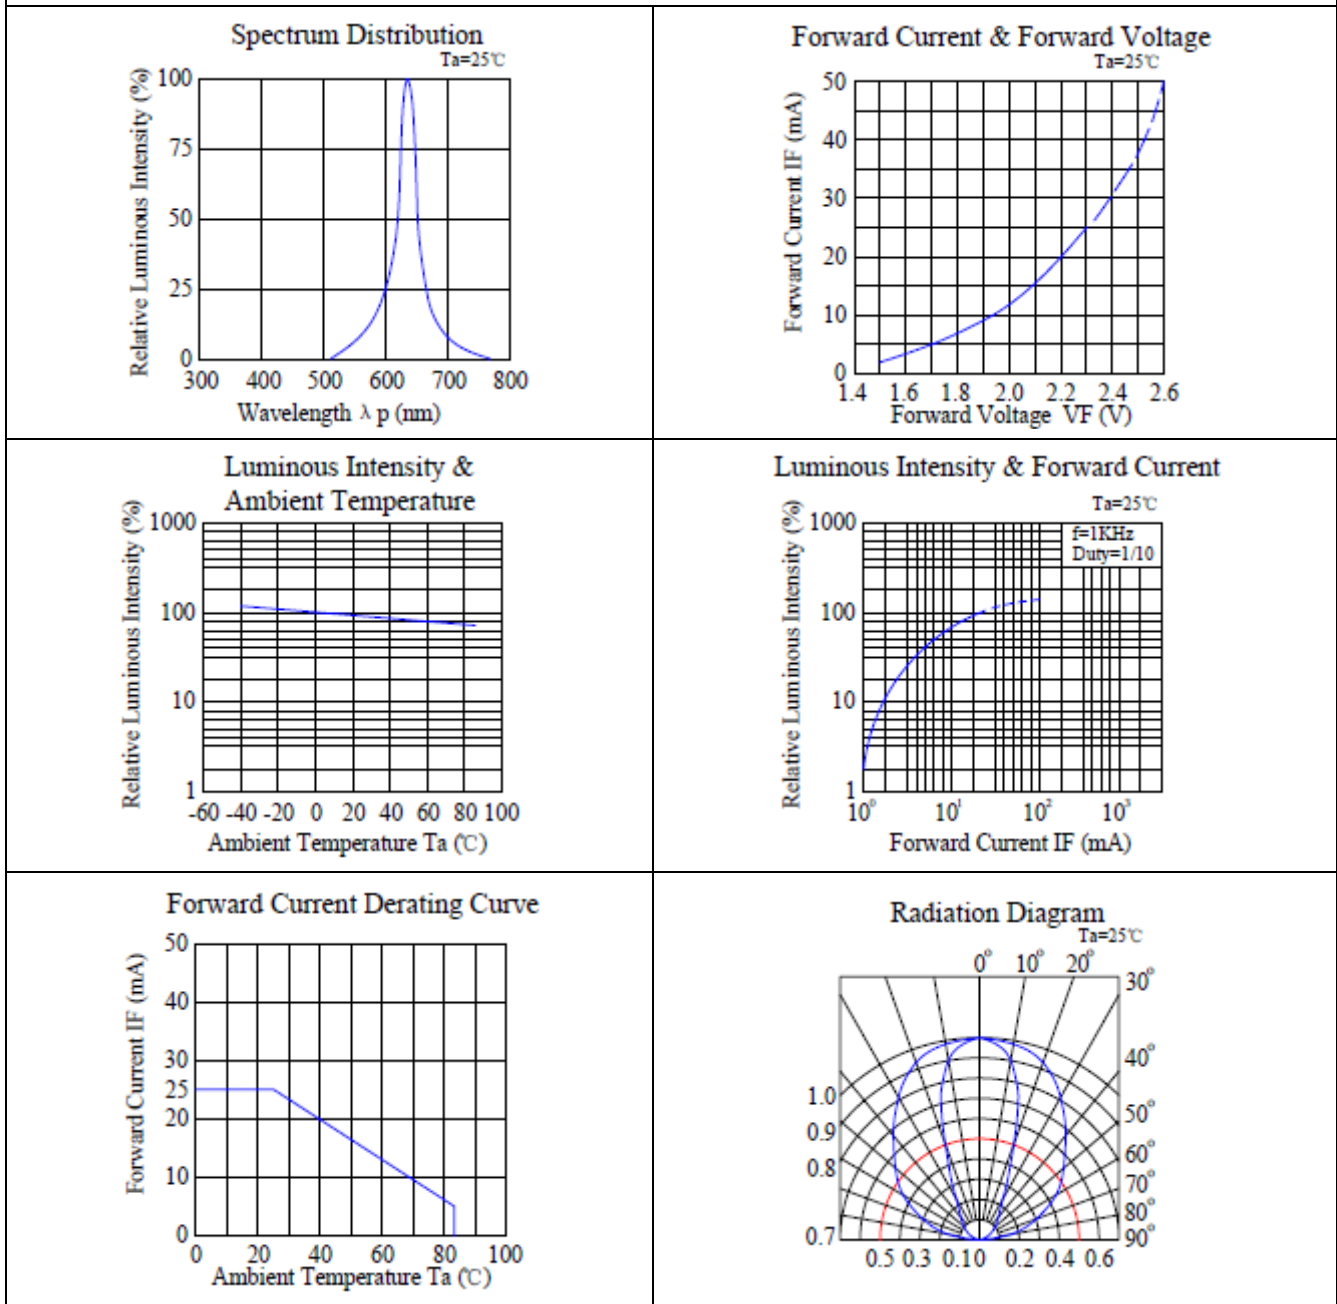 Spectrum Distribution
Ta=25℃
Relative Luminous Intensity (%)
100
75
50
25
0
300 400 500 600 700 800
Wavelength λ p (nm)
Forward Current & Forward Voltage
Ta=25℃
Forward Current IF (mA)
50
40
30
20
10
0
1.4 1.6 1.8 2.0 2.2 2.4 2.6
Forward Voltage VF (V)
Luminous Intensity &
Ambient Temperature
Relative Luminous Intensity (%)
1000
100
10
1
-60 -40 -20 0 20 40 60 80 100
Ambient Temperature Ta (℃)
Luminous Intensity & Forward Current
Ta=25℃
f=1KHz
Duty=1/10
Relative Luminous Intensity (%)
1000
100
10
1
10⁰ 10¹ 10² 10³
Forward Current IF (mA)
Forward Current Derating Curve
Forward Current IF (mA)
50
40
30
25
20
10
0
0 20 40 60 80 100
Ambient Temperature Ta (℃)
Radiation Diagram
Ta=25℃
0° 10° 20°
30°
40°
50°
60°
70°
80°
90°
1.0
0.9
0.8
0.7
0.5 0.3 0.1 0 0.2 0.4 0.6